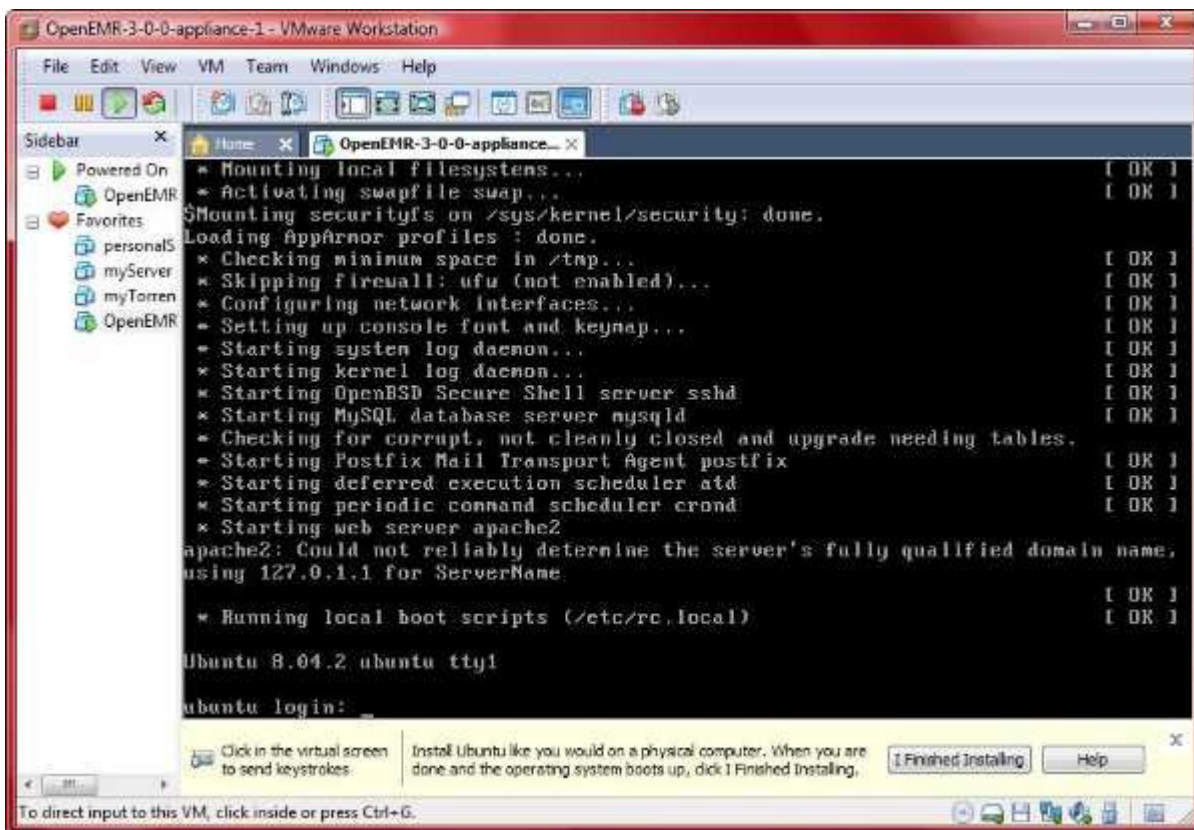 OpenEMR-3-0-0-appliance-1 - VMware Workstation
File Edit View VM Team Windows Help
Sidebar
Home
OpenEMR-3-0-0-appliance...
Powered On
OpenEMR
Favorites
personalS
myServer
myTorren
OpenEMR
* Mounting local filesystems... [ OK ]
* Activating swapfile swap... [ OK ]
$Mounting securityfs on /sys/kernel/security: done.
Loading AppArmor profiles : done.
* Checking minimum space in /tmp... [ OK ]
* Skipping firewall: ufw (not enabled)... [ OK ]
* Configuring network interfaces... [ OK ]
* Setting up console font and keymap... [ OK ]
* Starting system log daemon... [ OK ]
* Starting kernel log daemon... [ OK ]
* Starting OpenBSD Secure Shell server sshd [ OK ]
* Starting MySQL database server mysqld [ OK ]
* Checking for corrupt, not cleanly closed and upgrade needing tables.
* Starting Postfix Mail Transport Agent postfix [ OK ]
* Starting deferred execution scheduler atd [ OK ]
* Starting periodic command scheduler crond [ OK ]
* Starting web server apache2
apache2: Could not reliably determine the server's fully qualified domain name,
using 127.0.1.1 for ServerName
[ OK ]
* Running local boot scripts (/etc/rc.local) [ OK ]
Ubuntu 8.04.2 ubuntu tty1
ubuntu login: _
Click in the virtual screen
to send keystrokes
Install Ubuntu like you would on a physical computer. When you are
done and the operating system boots up, click I Finished Installing.
I Finished Installing
Help
To direct input to this VM, click inside or press Ctrl+G.